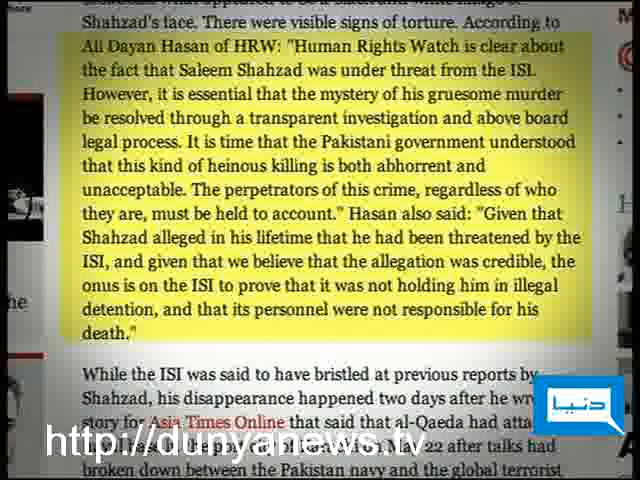 Shahzad's face. There were visible signs of torture. According to
Ali Dayan Hasan of HRW: "Human Rights Watch is clear about
the fact that Saleem Shahzad was under threat from the ISI.
However, it is essential that the mystery of his gruesome murder
be resolved through a transparent investigation and above board
legal process. It is time that the Pakistani government understood
that this kind of heinous killing is both abhorrent and
unacceptable. The perpetrators of this crime, regardless of who
they are, must be held to account." Hasan also said: "Given that
Shahzad alleged in his lifetime that he had been threatened by the
ISI, and given that we believe that the allegation was credible, the
onus is on the ISI to prove that it was not holding him in illegal
detention, and that its personnel were not responsible for his
death."
While the ISI was said to have bristled at previous reports by
Shahzad, his disappearance happened two days after he
story for Asia Times Online that said that al-Qaeda had
May 22 after talks had
broken down between the Pakistan navy and the global terrorist
http://dunyanews.tv
دنیا